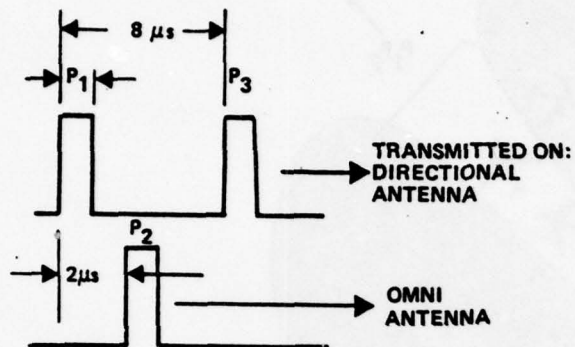 8 µs
P1 P3
TRANSMITTED ON:
DIRECTIONAL
ANTENNA
P2
2µs
OMNI
ANTENNA